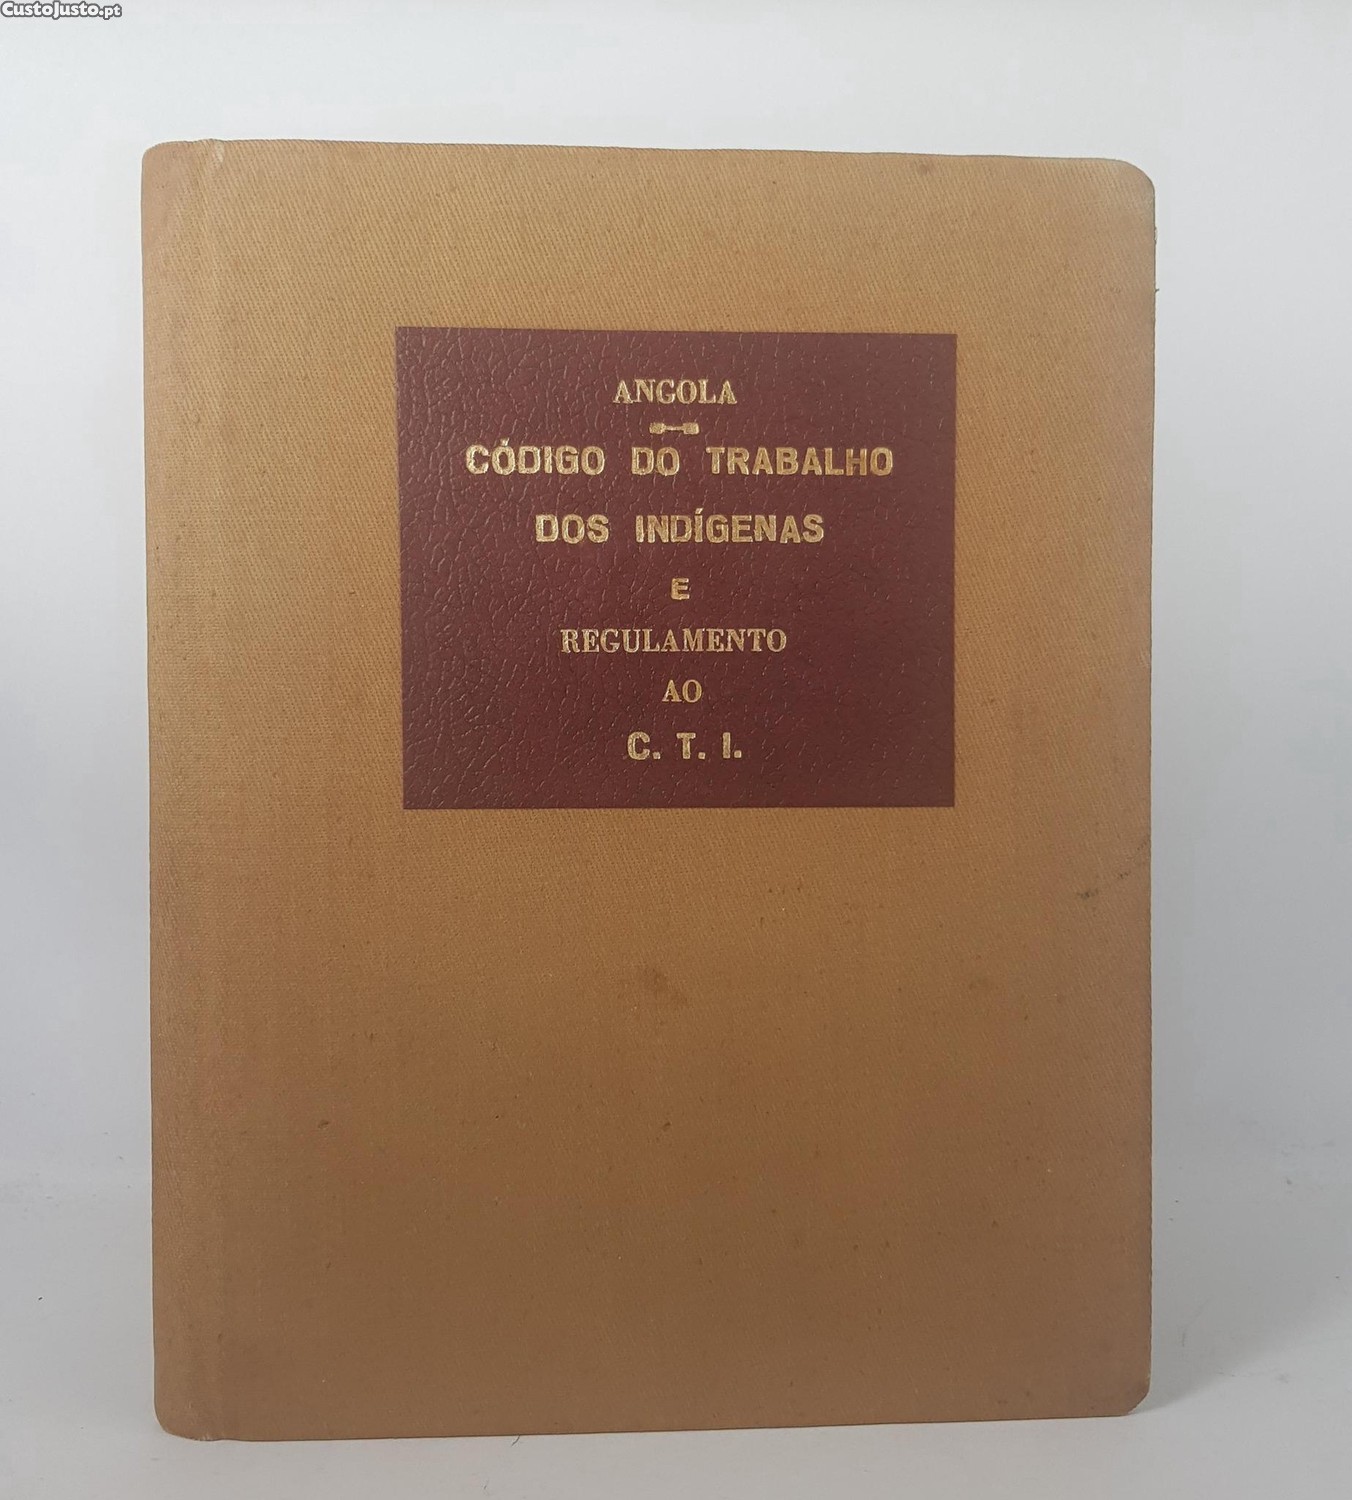 CustoJusto.pt
ANGOLA
CÓDIGO DO TRABALHO
DOS INDÍGENAS
E
REGULAMENTO
AO
C. T. I.